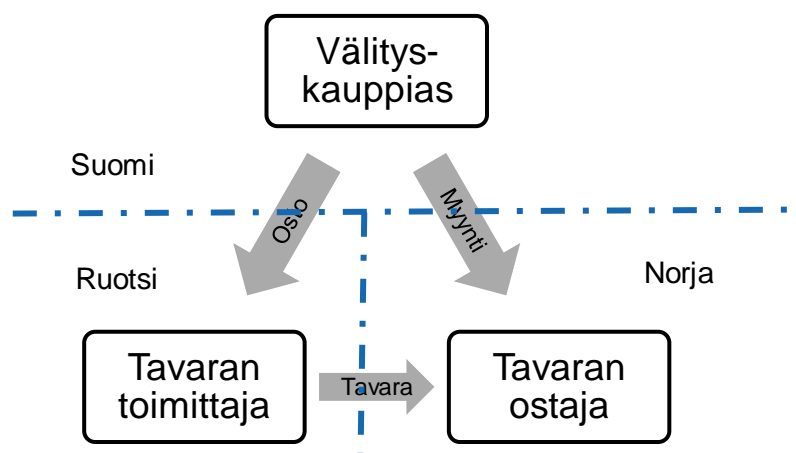 Välitys-
kauppias
Suomi
Osto
Myynti
Ruotsi
Norja
Tavaran
toimittaja
Tavara
Tavaran
ostaja